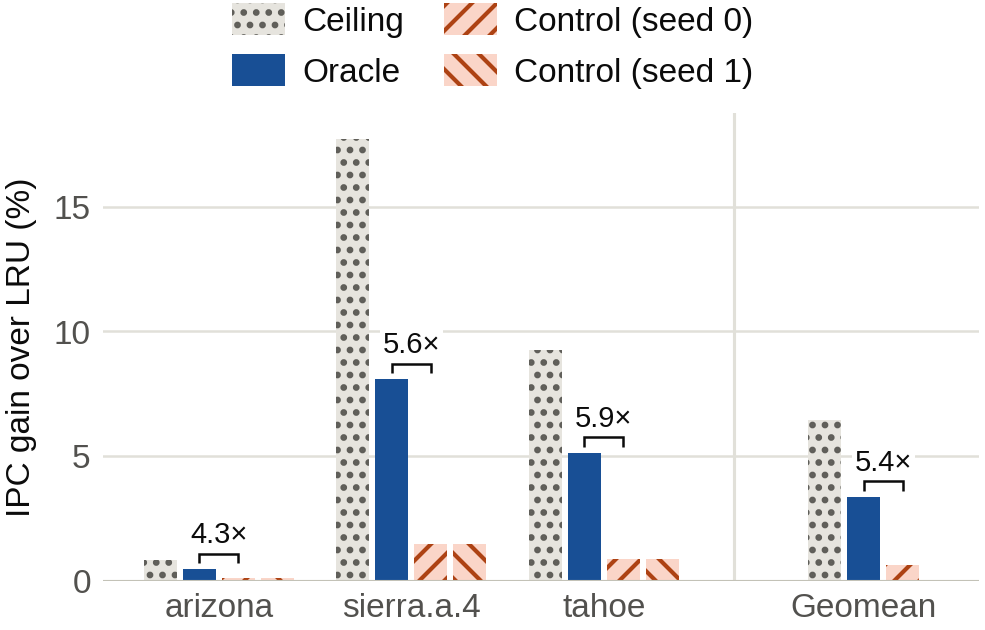 Ceiling
Control (seed 0)
Oracle
Control (seed 1)
IPC gain over LRU (%)
15
10
5
0
4.3×
5.6×
5.9×
5.4×
arizona
sierra.a.4
tahoe
Geomean